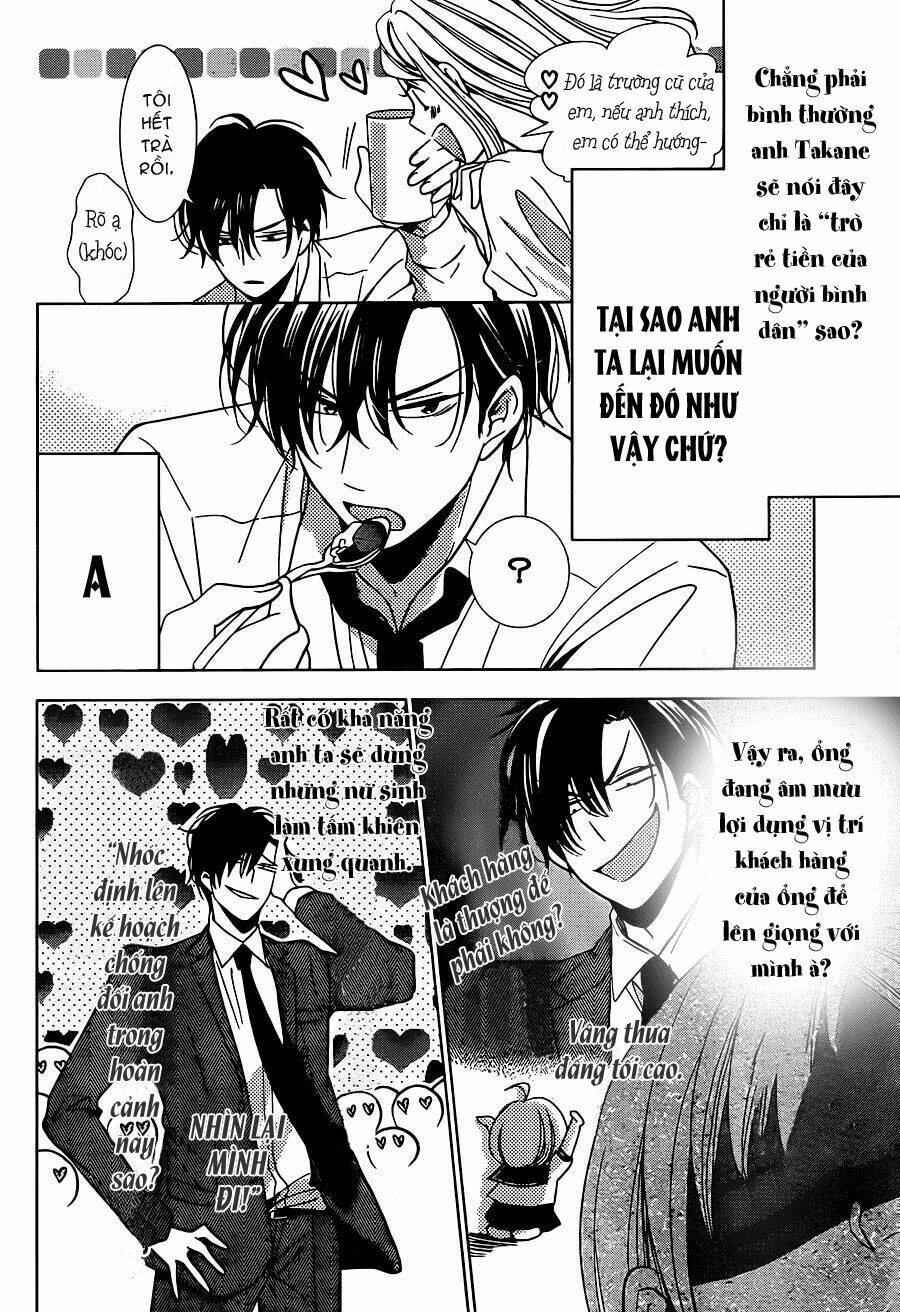 Chẳng phải
bình thường
anh Takane
sẽ nói đây
chỉ là “trò
rẻ tiền của
người bình
dân” sao?
Đó là trường cũ của
em, nếu anh thích,
em có thể hướng-
TÔI
HẾT
TRÀ
RỒI.
Rõ ạ
(khóc)
TẠI SAO ANH
TA LẠI MUỐN
ĐẾN ĐÓ NHƯ
VẬY CHỨ?
?
A
Vậy ra, ổng
đang âm mưu
lợi dụng vị trí
khách hàng
của ổng để
lên giọng với
mình à?
Khách hàng
là thượng đế
phải không?
Vâng thưa
đấng tối cao.
Rất có khả năng
anh ta sẽ dùng
những nữ sinh
làm tấm khiên
xung quanh.
"Nhóc
định lên
kế hoạch
chống
đối anh
trong
hoàn
cảnh
này
sao?
NHÌN LẠI
MÌNH
ĐI!"